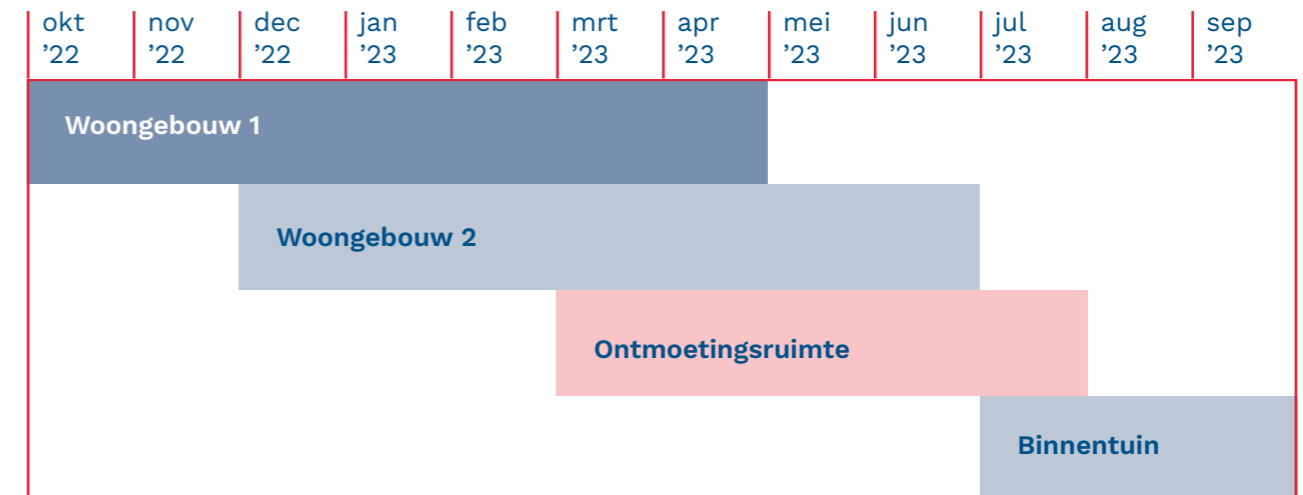 okt nov dec jan feb mrt apr mei jun jul aug sep
’22 ’22 ’22 ’23 ’23 ’23 ’23 ’23 ’23 ’23 ’23 ’23
Woongebouw 1
Woongebouw 2
Ontmoetingsruimte
Binnentuin